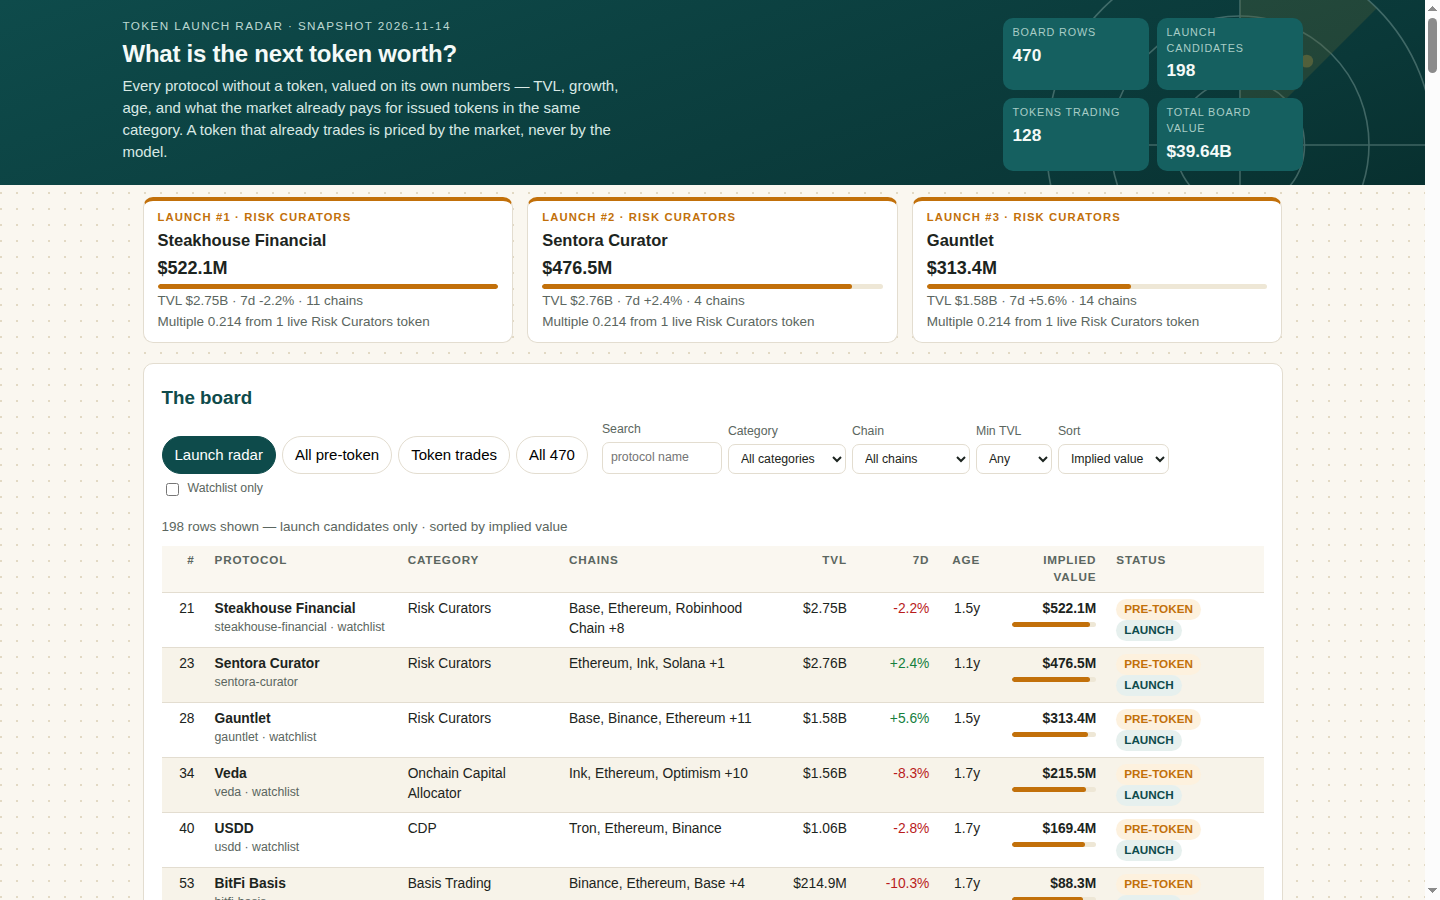 TOKEN LAUNCH RADAR · SNAPSHOT 2026-11-14
What is the next token worth?
Every protocol without a token, valued on its own numbers — TVL, growth,
age, and what the market already pays for issued tokens in the same
category. A token that already trades is priced by the market, never by the
model.
BOARD ROWS
470
LAUNCH
CANDIDATES
198
TOKENS TRADING
128
TOTAL BOARD
VALUE
$39.64B
LAUNCH #1 · RISK CURATORS
Steakhouse Financial
$522.1M
TVL $2.75B · 7d -2.2% · 11 chains
Multiple 0.214 from 1 live Risk Curators token
LAUNCH #2 · RISK CURATORS
Sentora Curator
$476.5M
TVL $2.76B · 7d +2.4% · 4 chains
Multiple 0.214 from 1 live Risk Curators token
LAUNCH #3 · RISK CURATORS
Gauntlet
$313.4M
TVL $1.58B · 7d +5.6% · 14 chains
Multiple 0.214 from 1 live Risk Curators token
The board
Launch radar All pre-token Token trades All 470
Search Category Chain Min TVL Sort
protocol name All categories All chains Any Implied value
Watchlist only
198 rows shown — launch candidates only · sorted by implied value
# PROTOCOL CATEGORY CHAINS TVL 7D AGE IMPLIED VALUE STATUS
21 Steakhouse Financial Risk Curators Base, Ethereum, Robinhood $2.75B -2.2% 1.5y $522.1M PRE-TOKEN
steakhouse-financial · watchlist Chain +8 LAUNCH
23 Sentora Curator Risk Curators Ethereum, Ink, Solana +1 $2.76B +2.4% 1.1y $476.5M PRE-TOKEN
sentora-curator LAUNCH
28 Gauntlet Risk Curators Base, Binance, Ethereum +11 $1.58B +5.6% 1.5y $313.4M PRE-TOKEN
gauntlet · watchlist LAUNCH
34 Veda Onchain Capital Ink, Ethereum, Optimism +10 $1.56B -8.3% 1.7y $215.5M PRE-TOKEN
veda · watchlist Allocator LAUNCH
40 USDD CDP Tron, Ethereum, Binance $1.06B -2.8% 1.7y $169.4M PRE-TOKEN
usdd · watchlist LAUNCH
53 BitFi Basis Basis Trading Binance, Ethereum, Base +4 $214.9M -10.3% 1.7y $88.3M PRE-TOKEN